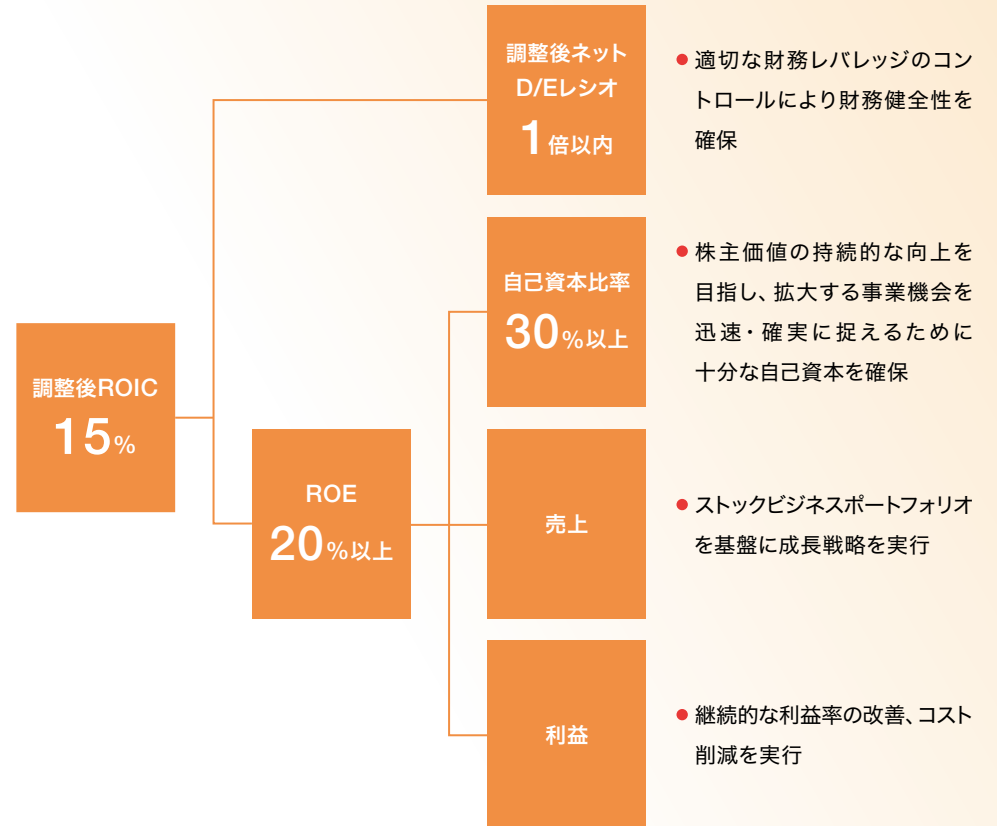 調整後ROIC
15%
ROE
20%以上
調整後ネット
D/Eレシオ
1倍以内
● 適切な財務レバレッジのコン
トロールにより財務健全性を
確保
自己資本比率
30%以上
● 株主価値の持続的な向上を
目指し、拡大する事業機会を
迅速・確実に捉えるために
十分な自己資本を確保
売上
● ストックビジネスポートフォリオ
を基盤に成長戦略を実行
利益
● 継続的な利益率の改善、コスト
削減を実行